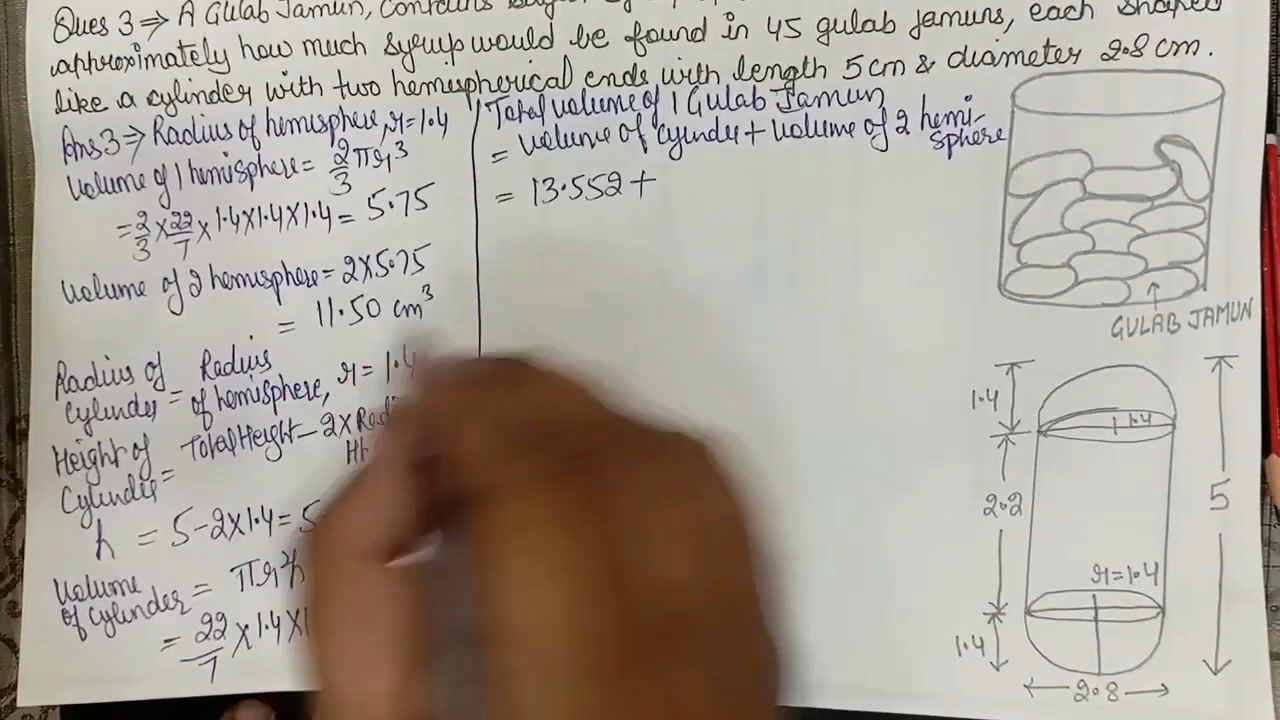 Ques 3⇒ A Gulab Jamun, contains
approximately how much syrup would be found in 45 gulab jamuns, each shaped
like a cylinder with two hemispherical ends with length 5cm & diameter 2.8 cm.
Ans 3⇒ Radius of hemisphere, r=1.4
Volume of 1 hemisphere = 2/3 πr³
= 2/3 × 22/7 × 1.4×1.4×1.4 = 5.75
Volume of 2 hemisphere = 2×5.75
= 11.50 cm³
Radius of cylinder = Radius of hemisphere, r = 1.4
Height of cylinder = Total Height – 2×
h = 5-2×1.4=5
Volume of cylinder = πr²h
= 22/7 × 1.4×
Total volume of 1 Gulab Jamun
= volume of cylinder + volume of 2 hemi-
sphere
= 13.552 +
GULAB JAMUN
1.4
1.4
2.2
5
r=1.4
1.4
2.8